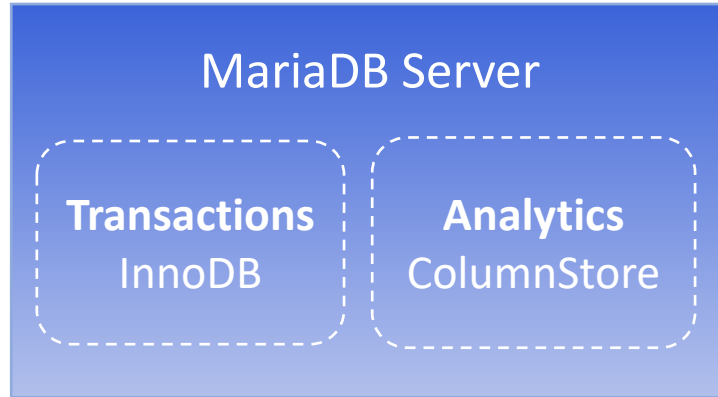 MariaDB Server
Transactions
InnoDB
Analytics
ColumnStore